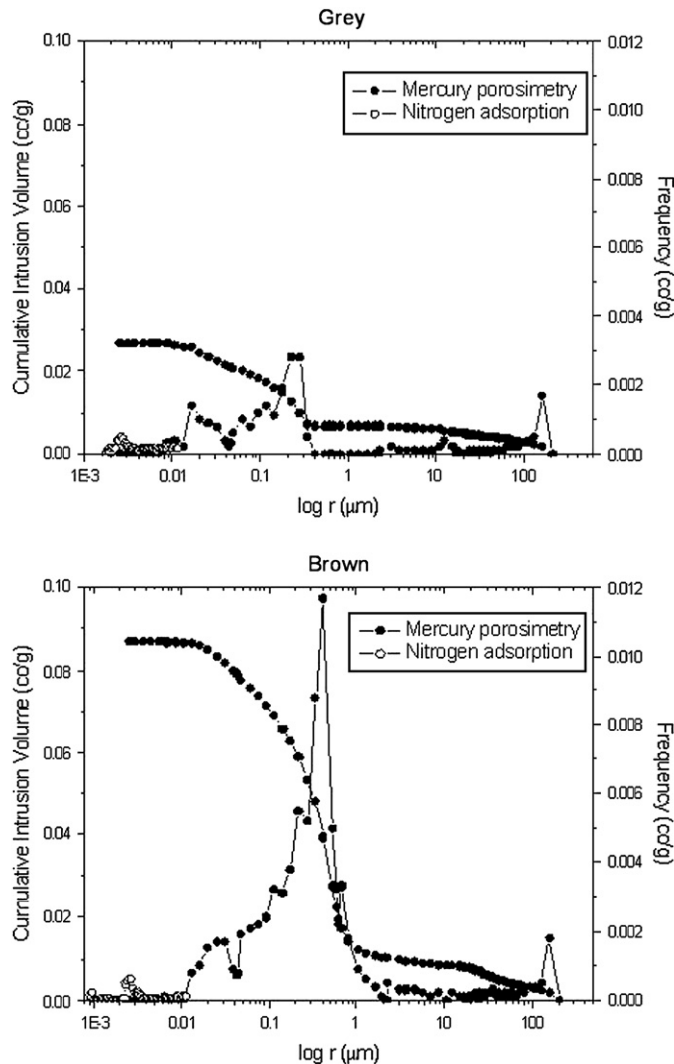 Grey
0.10
0.08
0.06
0.04
0.02
0.00
Cumulative Intrusion Volume (cc/g)
0.012
0.010
0.008
0.006
0.004
0.002
0.000
Frequency (cc/g)
Mercury porosimetry
Nitrogen adsorption
1E-3 0.01 0.1 1 10 100
log r (µm)
Brown
0.10
0.08
0.06
0.04
0.02
0.00
Cumulative Intrusion Volume (cc/g)
0.012
0.010
0.008
0.006
0.004
0.002
0.000
Frequency (cc/g)
Mercury porosimetry
Nitrogen adsorption
1E-3 0.01 0.1 1 10 100
log r (µm)